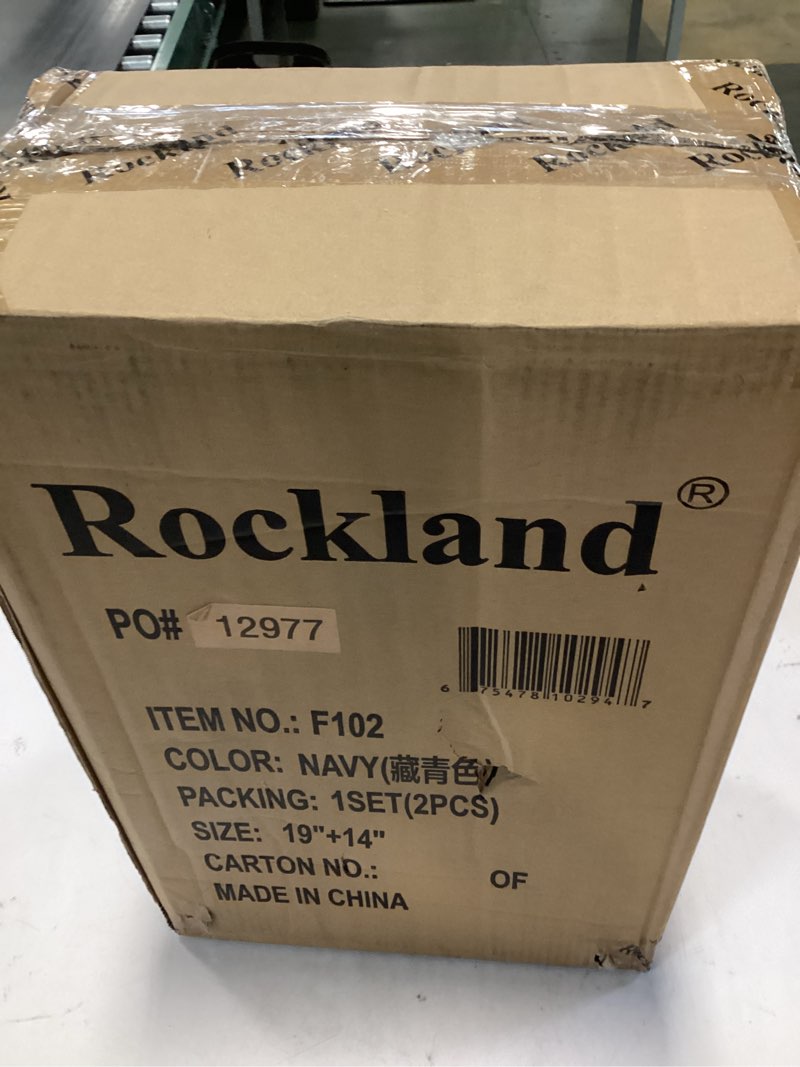 Rockland Rockland Rockland Rockland
Rockland®
PO# 12977
6 75478 10294 7
ITEM NO.: F102
COLOR: NAVY(藏青色)
PACKING: 1SET(2PCS)
SIZE: 19"+14"
CARTON NO.: OF
MADE IN CHINA